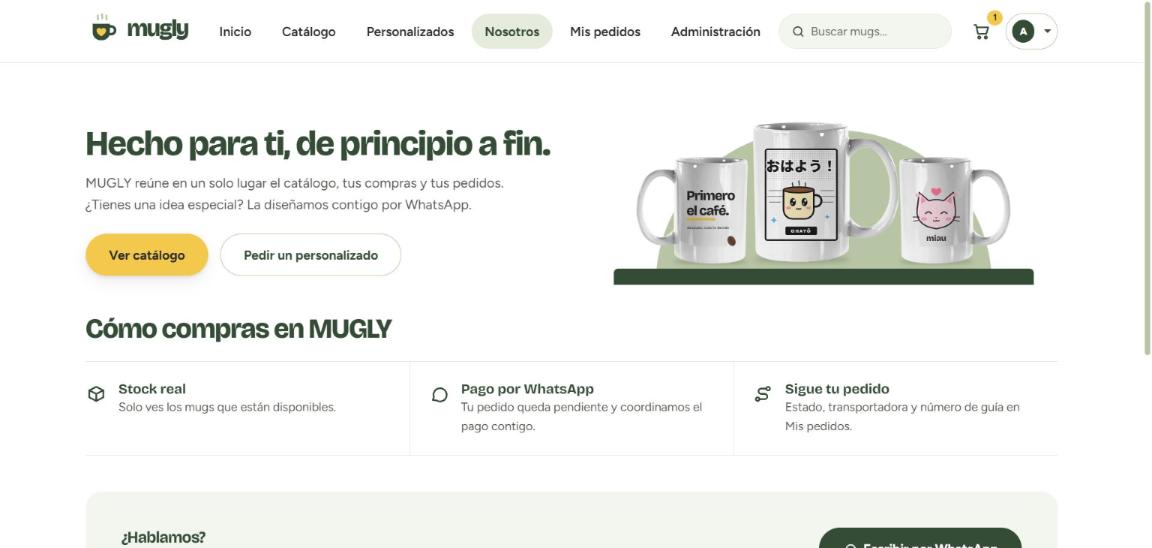 mugly
Inicio
Catálogo
Personalizados
Nosotros
Mis pedidos
Administración
Buscar mugs...
1
A
Hecho para ti, de principio a fin.
MUGLY reúne en un solo lugar el catálogo, tus compras y tus pedidos.
¿Tienes una idea especial? La diseñamos contigo por WhatsApp.
Ver catálogo
Pedir un personalizado
Primero
el café.
おはよう！
miau
Cómo compras en MUGLY
Stock real
Solo ves los mugs que están disponibles.
Pago por WhatsApp
Tu pedido queda pendiente y coordinamos el
pago contigo.
Sigue tu pedido
Estado, transportadora y número de guía en
Mis pedidos.
¿Hablamos?
Escribir por WhatsApp